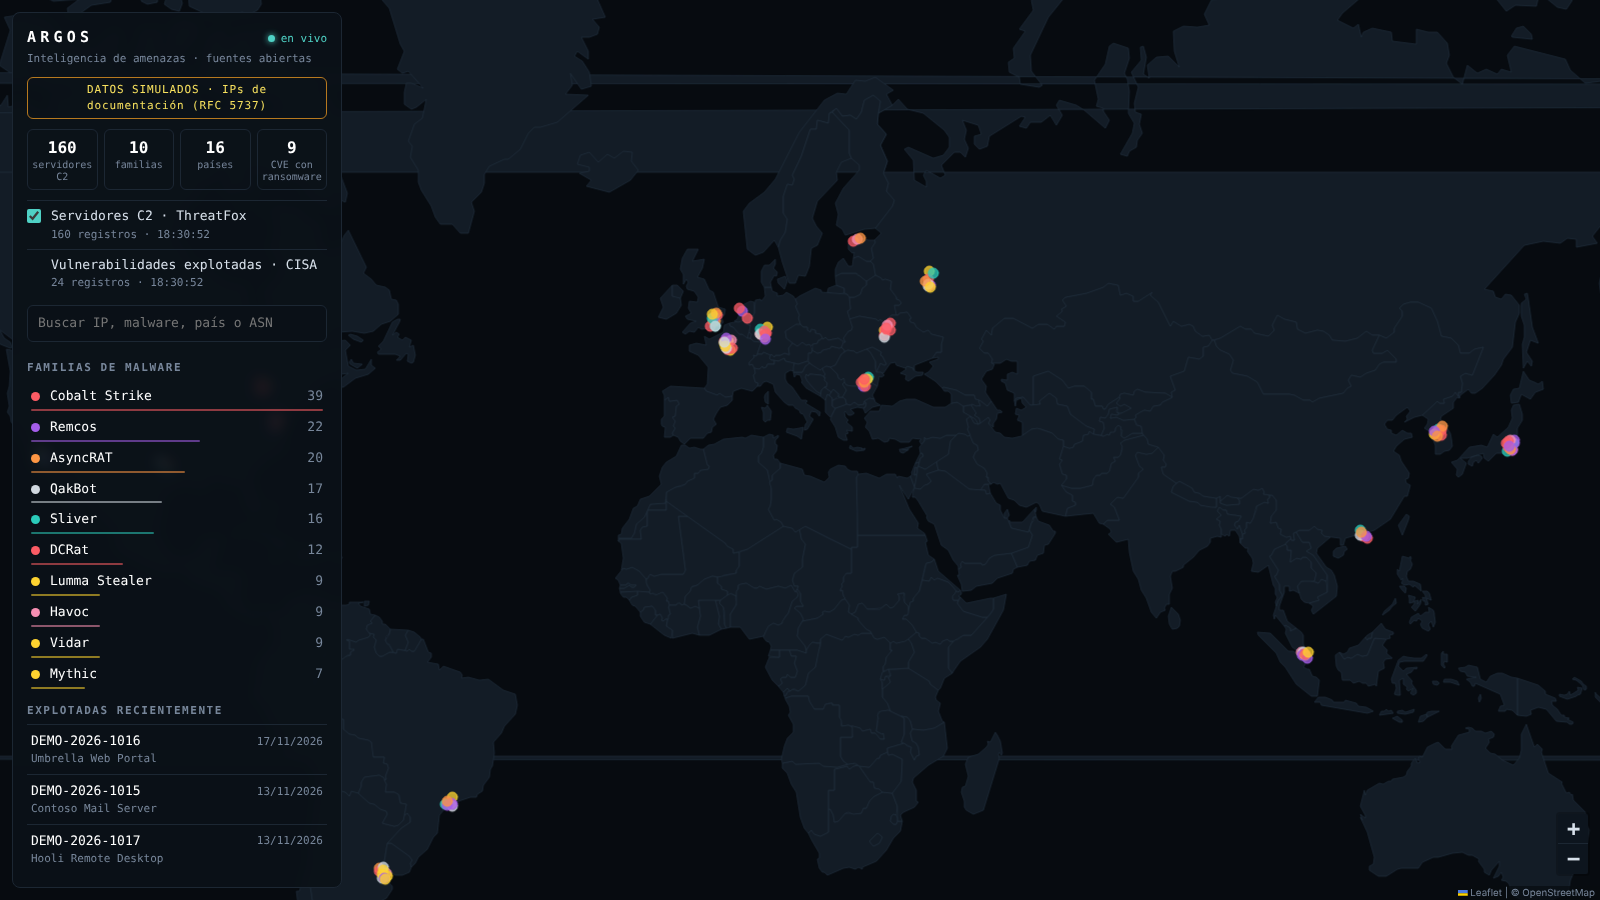 ARGOS
en vivo
Inteligencia de amenazas · fuentes abiertas
DATOS SIMULADOS · IPs de
documentación (RFC 5737)
160
servidores
C2
10
familias
16
países
9
CVE con
ransomware
Servidores C2 · ThreatFox
160 registros · 18:30:52
Vulnerabilidades explotadas · CISA
24 registros · 18:30:52
Buscar IP, malware, país o ASN
FAMILIAS DE MALWARE
Cobalt Strike 39
Remcos 22
AsyncRAT 20
QakBot 17
Sliver 16
DCRat 12
Lumma Stealer 9
Havoc 9
Vidar 9
Mythic 7
EXPLOTADAS RECIENTEMENTE
DEMO-2026-1016 17/11/2026
Umbrella Web Portal
DEMO-2026-1015 13/11/2026
Contoso Mail Server
DEMO-2026-1017 13/11/2026
Hooli Remote Desktop
+
−
Leaflet | © OpenStreetMap